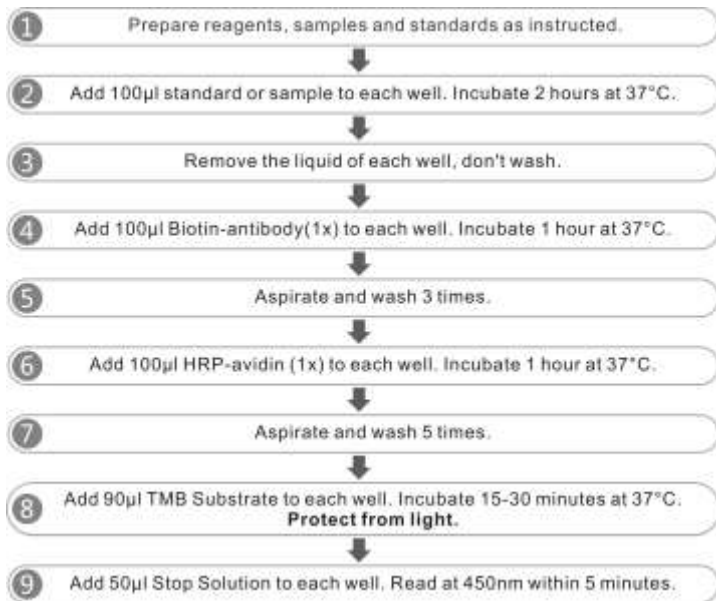 1 Prepare reagents, samples and standards as instructed.
2 Add 100µl standard or sample to each well. Incubate 2 hours at 37°C.
3 Remove the liquid of each well, don't wash.
4 Add 100µl Biotin-antibody(1x) to each well. Incubate 1 hour at 37°C.
5 Aspirate and wash 3 times.
6 Add 100µl HRP-avidin (1x) to each well. Incubate 1 hour at 37°C.
7 Aspirate and wash 5 times.
8 Add 90µl TMB Substrate to each well. Incubate 15-30 minutes at 37°C.
Protect from light.
9 Add 50µl Stop Solution to each well. Read at 450nm within 5 minutes.